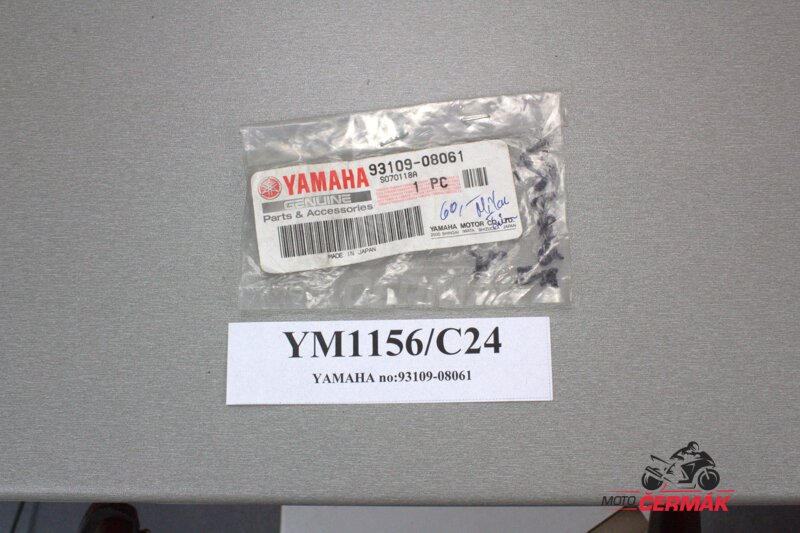 YAMAHA
93109-08061
S070118A
GENUINE
1 PC
Parts & Accessories
60,-
YAMAHA MOTOR
MADE IN JAPAN
YM1156/C24
YAMAHA no:93109-08061
MOTO
ČERMÁK